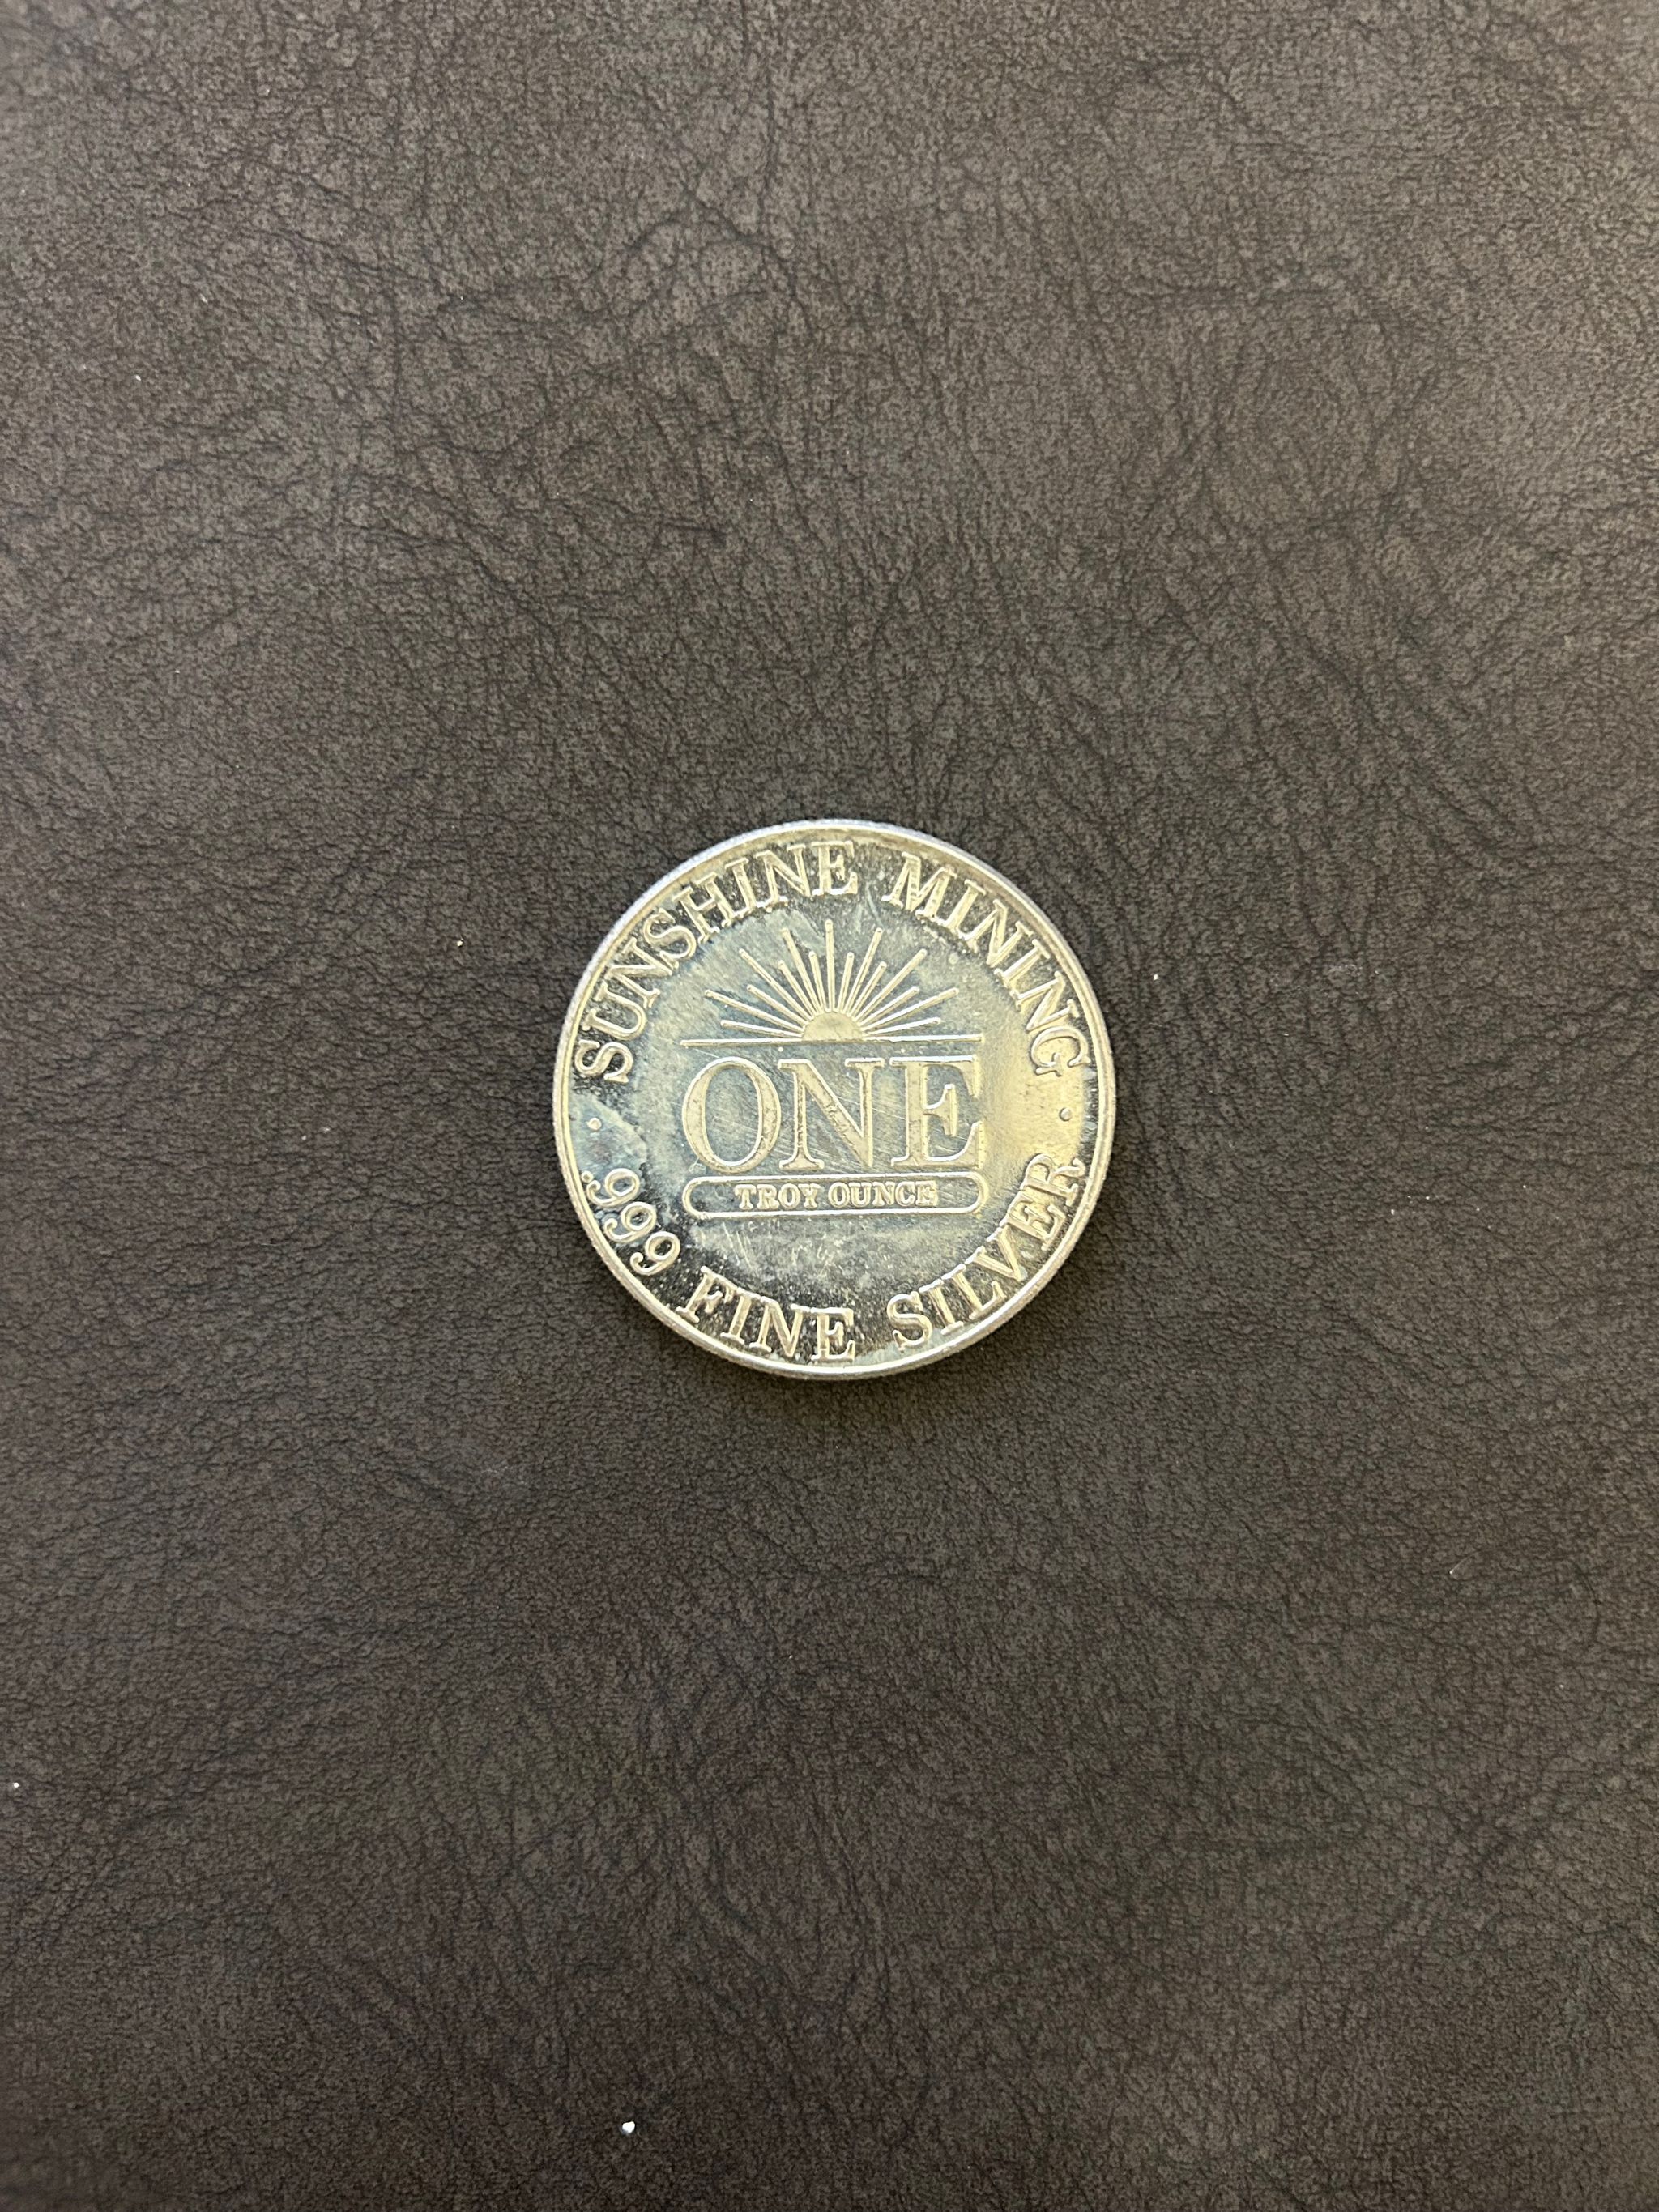 SUNSHINE MINING
ONE
TROY OUNCE
.999 FINE SILVER